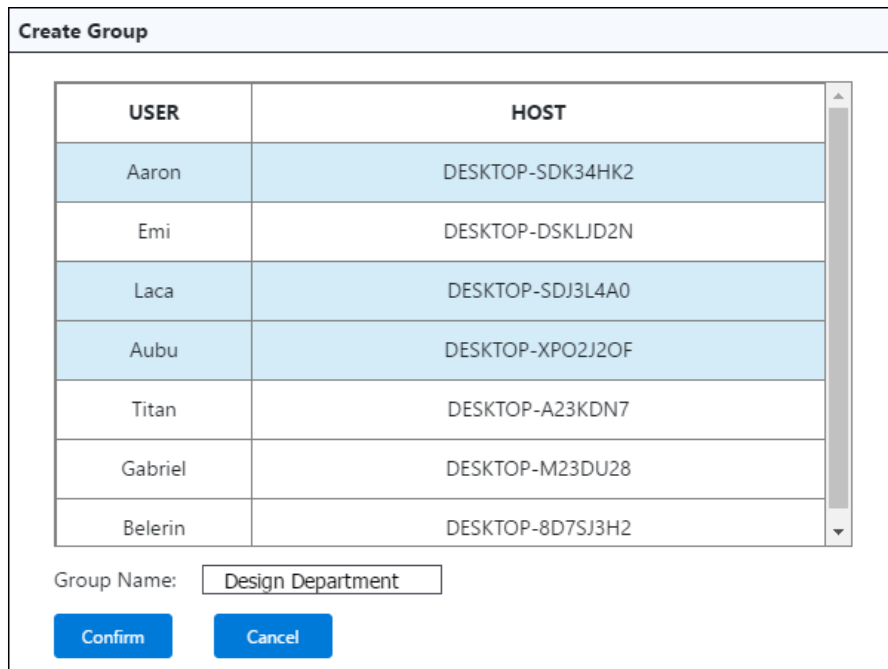 Create Group
USER HOST
Aaron DESKTOP-SDK34HK2
Emi DESKTOP-DSKLJD2N
Laca DESKTOP-SDJ3L4A0
Aubu DESKTOP-XPO2J2OF
Titan DESKTOP-A23KDN7
Gabriel DESKTOP-M23DU28
Belerin DESKTOP-8D7SJ3H2
Group Name: Design Department
Confirm Cancel